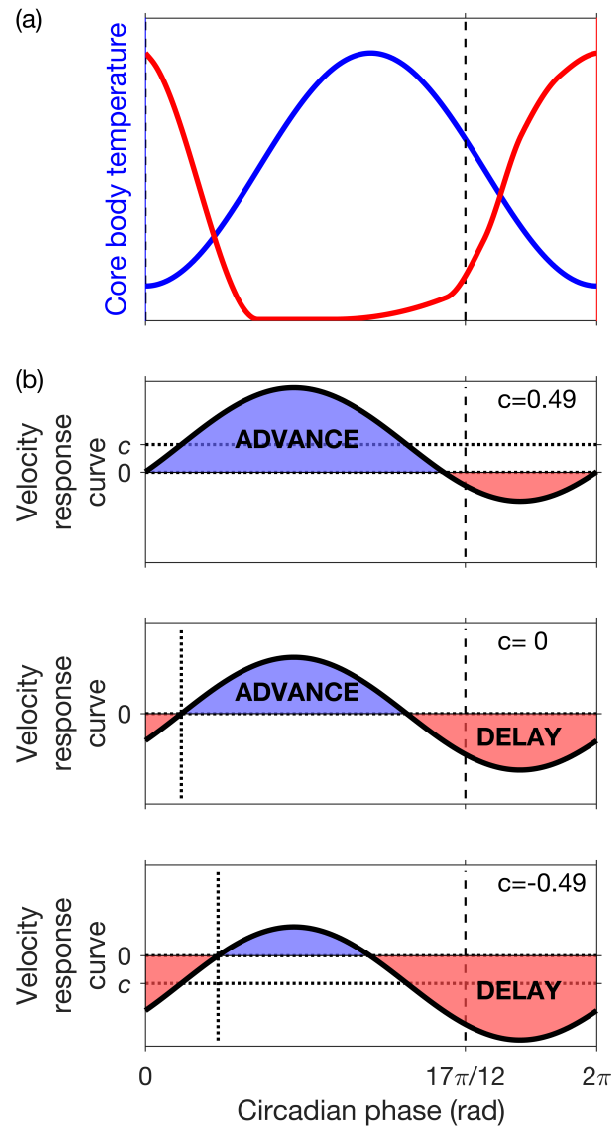 (a)
Core body temperature
(b)
Velocity
response
curve
c
0
c=0.49
ADVANCE
Velocity
response
curve
0
c= 0
ADVANCE
DELAY
Velocity
response
curve
0
c
c=-0.49
DELAY
0
17π/12
2π
Circadian phase (rad)